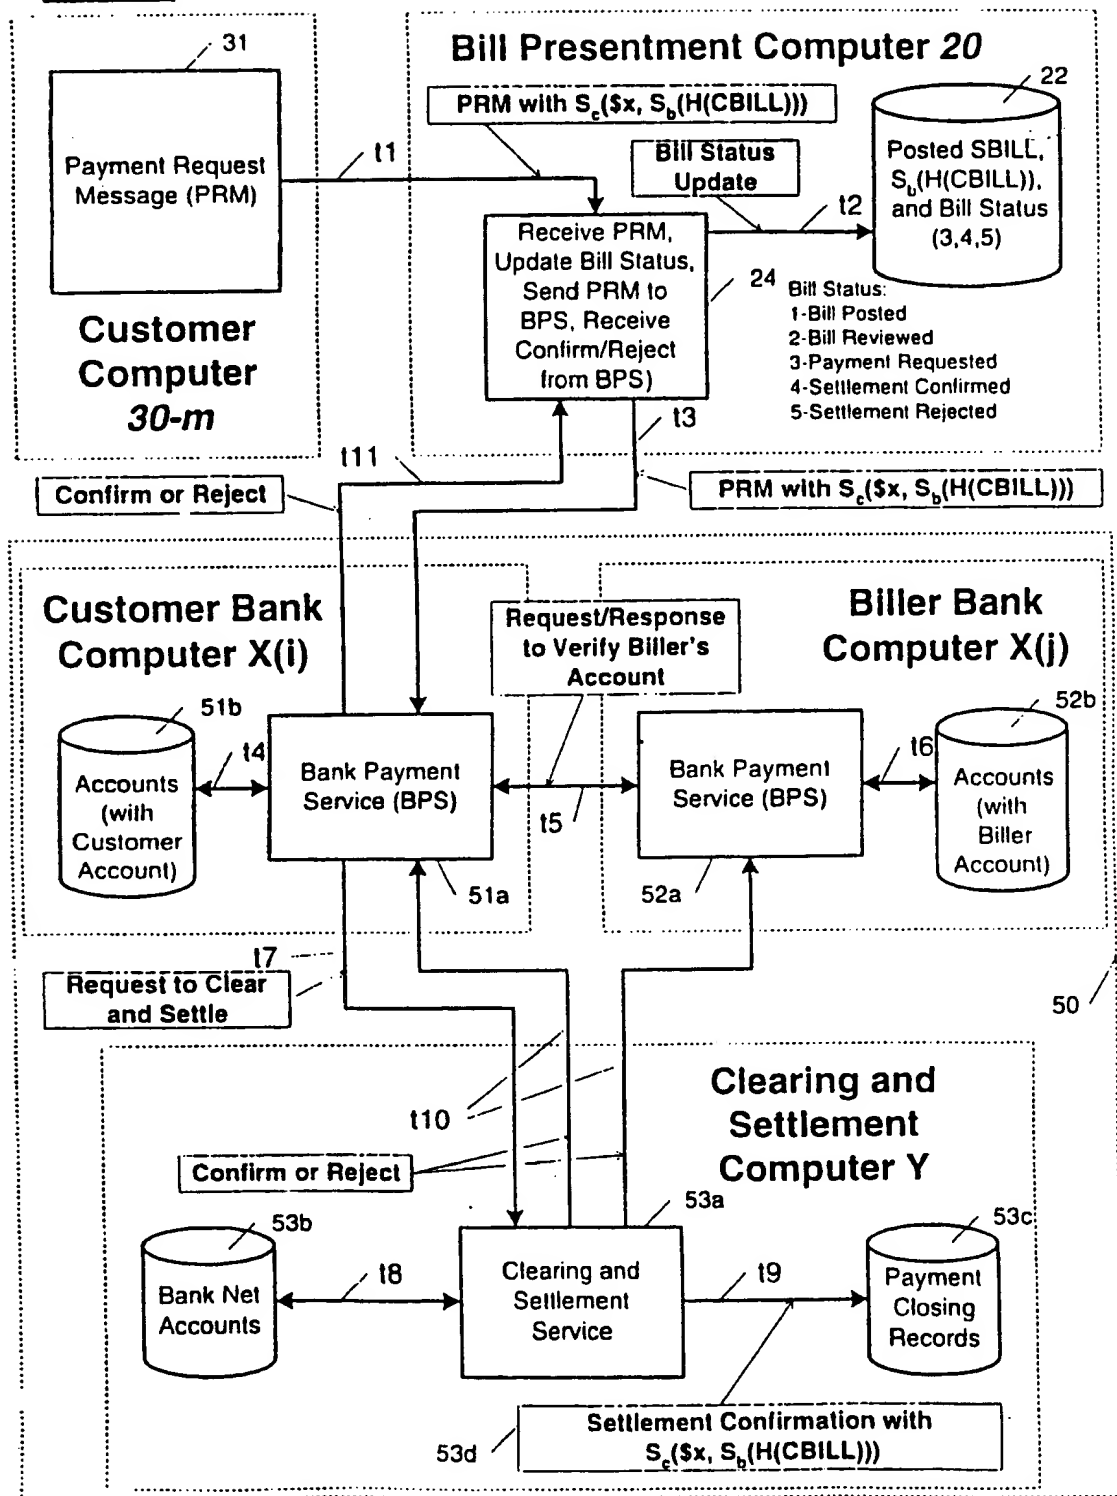 31
Bill Presentment Computer 20
22
PRM with Sc($x, Sb(H(CBILL)))
Payment Request
Message (PRM)
t1
Bill Status
Update
t2
Posted SBILL,
Sb(H(CBILL)),
and Bill Status
(3,4,5)
Receive PRM,
Update Bill Status,
Send PRM to
BPS, Receive
Confirm/Reject
from BPS)
24
Bill Status:
1-Bill Posted
2-Bill Reviewed
3-Payment Requested
4-Settlement Confirmed
5-Settlement Rejected
Customer
Computer
30-m
t3
t11
Confirm or Reject
PRM with Sc($x, Sb(H(CBILL)))
Customer Bank
Computer X(i)
Request/Response
to Verify Biller's
Account
Biller Bank
Computer X(j)
51b
t4
Accounts
(with
Customer
Account)
Bank Payment
Service (BPS)
51a
t5
Bank Payment
Service (BPS)
52a
t6
52b
Accounts
(with
Biller
Account)
t7
Request to Clear
and Settle
50
Clearing and
Settlement
Computer Y
t10
Confirm or Reject
53a
53b
Bank Net
Accounts
t8
Clearing and
Settlement
Service
t9
53c
Payment
Closing
Records
53d
Settlement Confirmation with
Sc($x, Sb(H(CBILL)))